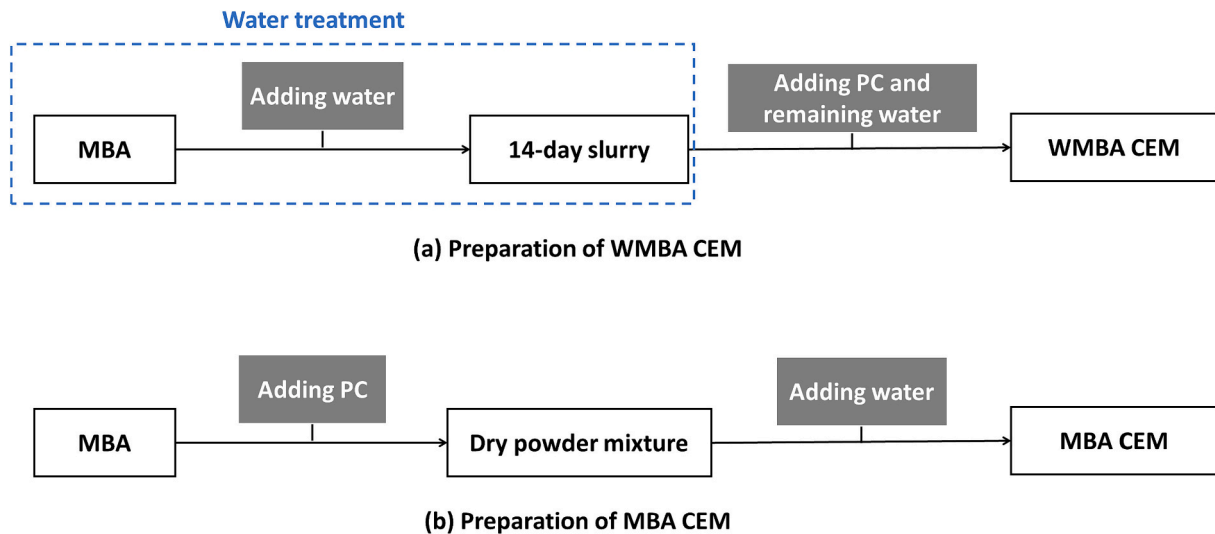 Water treatment
Adding water
Adding PC and
remaining water
MBA
14-day slurry
WMBA CEM
(a) Preparation of WMBA CEM
Adding PC
Adding water
MBA
Dry powder mixture
MBA CEM
(b) Preparation of MBA CEM